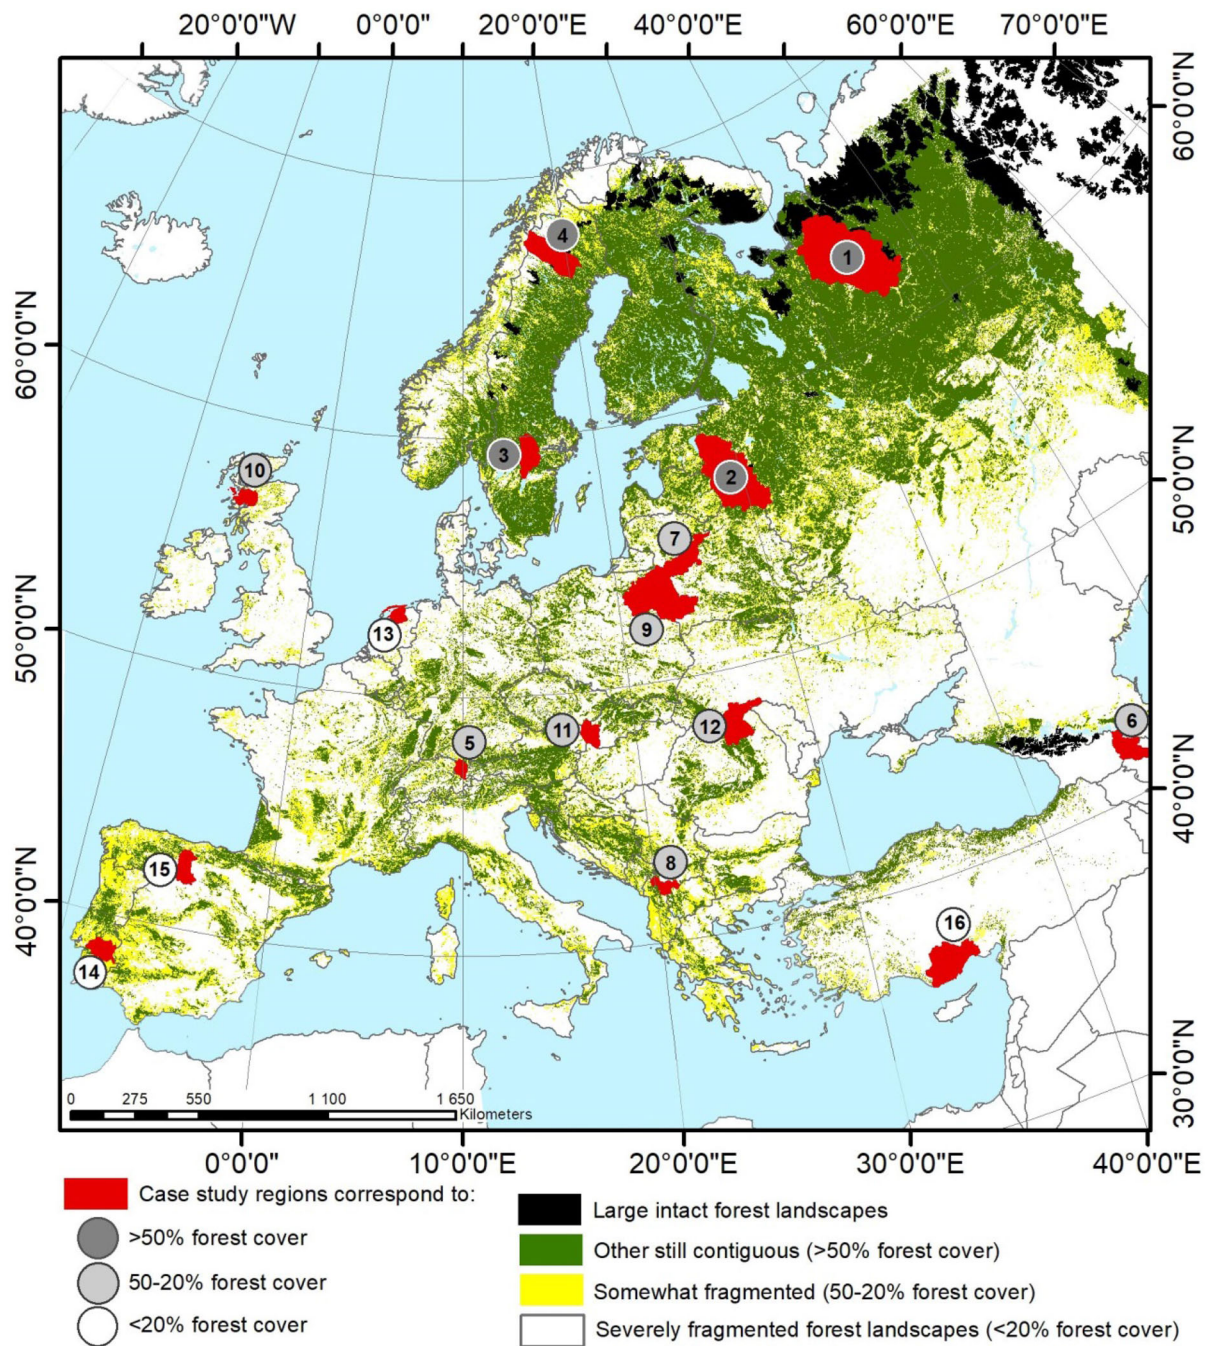 20°0'0"W 0°0'0" 20°0'0"E 40°0'0"E 60°0'0"E 70°0'0"E
60°0'0"N
60°0'0"N
50°0'0"N
50°0'0"N
40°0'0"N
40°0'0"N
30°0'0"N
1
4
3
10
2
7
13
9
5
11
12
6
8
15
16
14
0 275 550 1 100 1 650
Kilometers
0°0'0" 10°0'0"E 20°0'0"E 30°0'0"E 40°0'0"E
Case study regions correspond to:
>50% forest cover
50-20% forest cover
<20% forest cover
Large intact forest landscapes
Other still contiguous (>50% forest cover)
Somewhat fragmented (50-20% forest cover)
Severely fragmented forest landscapes (<20% forest cover)